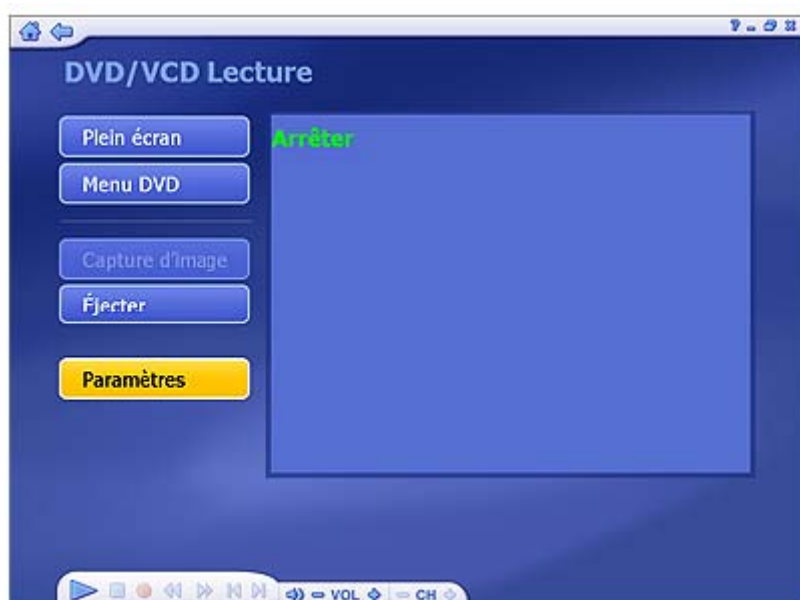 DVD/VCD Lecture
Plein écran
Arrêter
Menu DVD
Capture d'image
Éjecter
Paramètres
VOL
CH